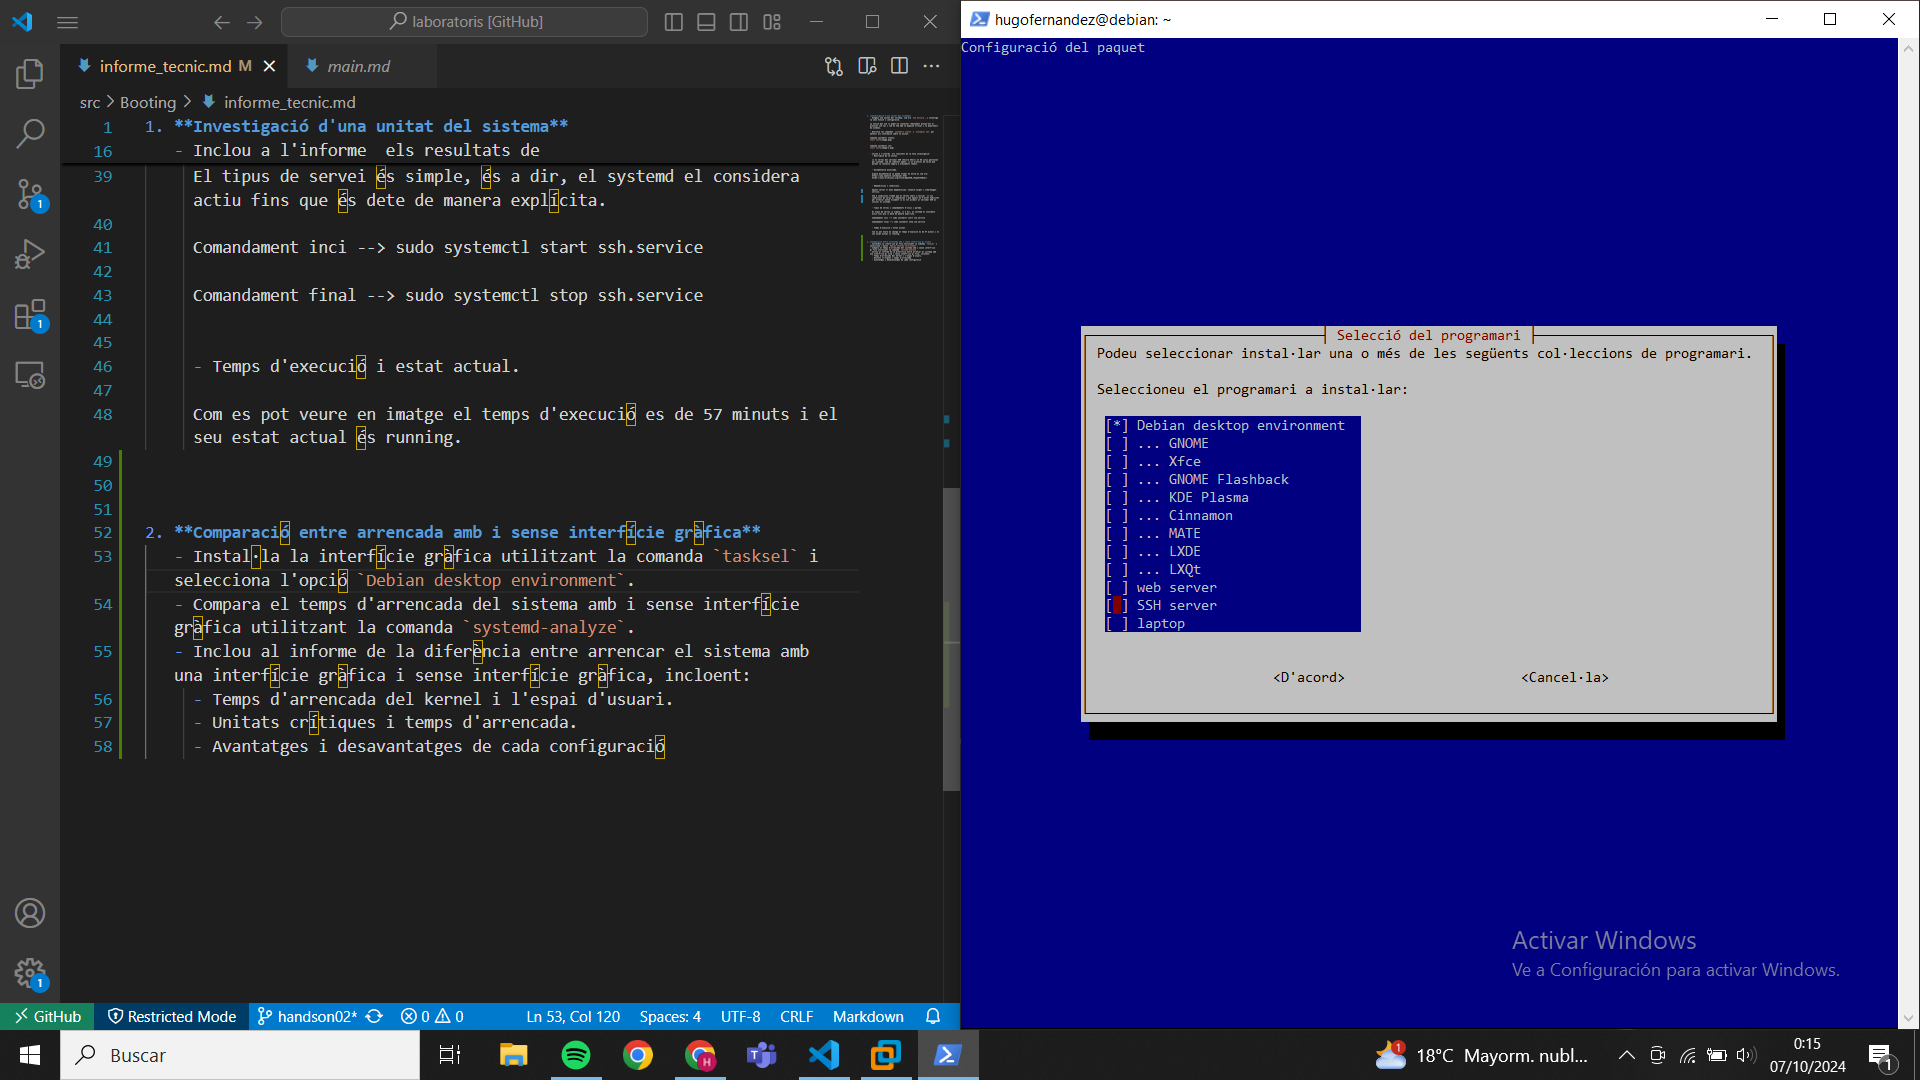 laboratoris [GitHub]
informe_tecnic.md M
main.md
src > Booting > informe_tecnic.md
1 1. **Investigació d'una unitat del sistema**
16 - Inclou a l'informe  els resultats de
39 El tipus de servei és simple, és a dir, el systemd el considera
actiu fins que és dete de manera explícita.
40
41 Comandament inci --> sudo systemctl start ssh.service
42
43 Comandament final --> sudo systemctl stop ssh.service
44
45
46 - Temps d'execució i estat actual.
47
48 Com es pot veure en imatge el temps d'execució es de 57 minuts i el
seu estat actual és running.
49
50
51
52 2. **Comparació entre arrencada amb i sense interfície gràfica**
53 - Instal·la la interfície gràfica utilitzant la comanda `tasksel` i
selecciona l'opció `Debian desktop environment`.
54 - Compara el temps d'arrencada del sistema amb i sense interfície
gràfica utilitzant la comanda `systemd-analyze`.
55 - Inclou al informe de la diferència entre arrencar el sistema amb
una interfície gràfica i sense interfície gràfica, incloent:
56 - Temps d'arrencada del kernel i l'espai d'usuari.
57 - Unitats crítiques i temps d'arrencada.
58 - Avantatges i desavantatges de cada configuració
1
1
1
GitHub Restricted Mode handson02* 0 0 Ln 53, Col 120 Spaces: 4 UTF-8 CRLF Markdown
hugofernandez@debian: ~
Configuració del paquet
Selecció del programari
Podeu seleccionar instal·lar una o més de les següents col·leccions de programari.
Seleccioneu el programari a instal·lar:
[*] Debian desktop environment
[ ] ... GNOME
[ ] ... Xfce
[ ] ... GNOME Flashback
[ ] ... KDE Plasma
[ ] ... Cinnamon
[ ] ... MATE
[ ] ... LXDE
[ ] ... LXQt
[ ] web server
[ ] SSH server
[ ] laptop
<D'acord> <Cancel·la>
Activar Windows
Ve a Configuración para activar Windows.
Buscar
1 18°C Mayorm. nubl...
0:15
07/10/2024
1